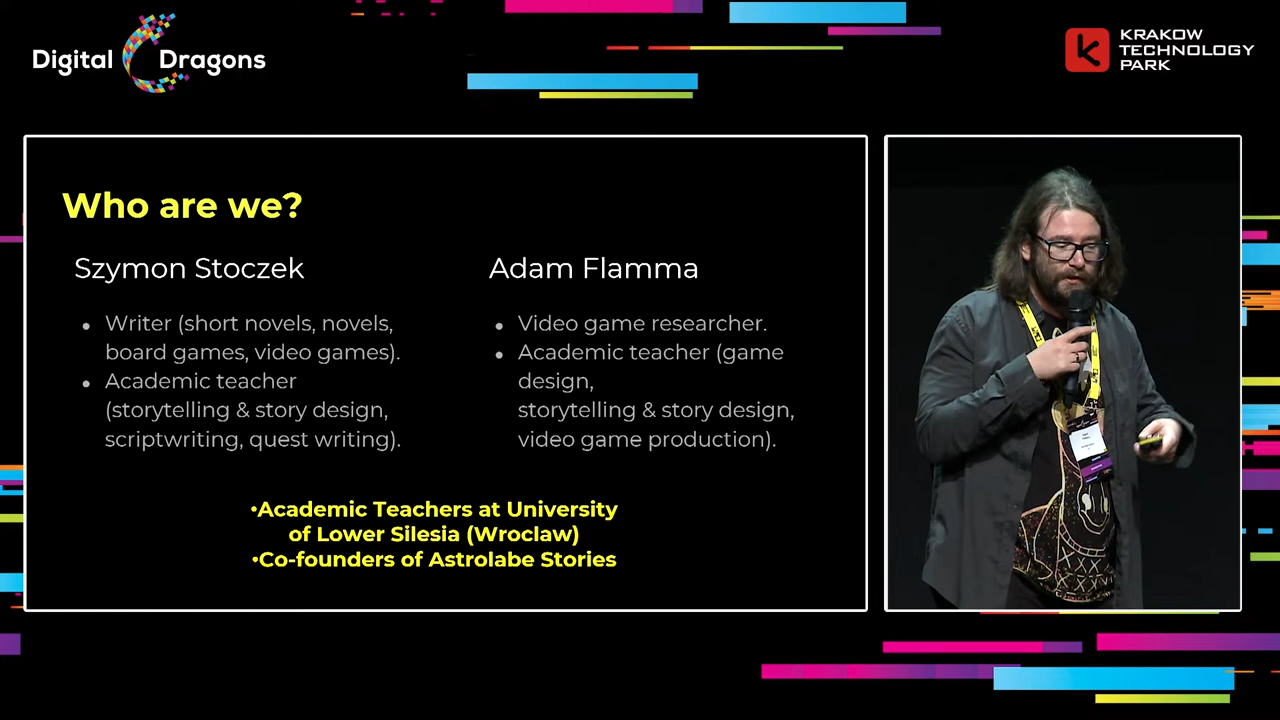 Digital Dragons
KRAKOW
TECHNOLOGY
PARK
Who are we?
Szymon Stoczek
• Writer (short novels, novels,
board games, video games).
• Academic teacher
(storytelling & story design,
scriptwriting, quest writing).
Adam Flamma
• Video game researcher.
• Academic teacher (game
design,
storytelling & story design,
video game production).
•Academic Teachers at University
of Lower Silesia (Wroclaw)
•Co-founders of Astrolabe Stories